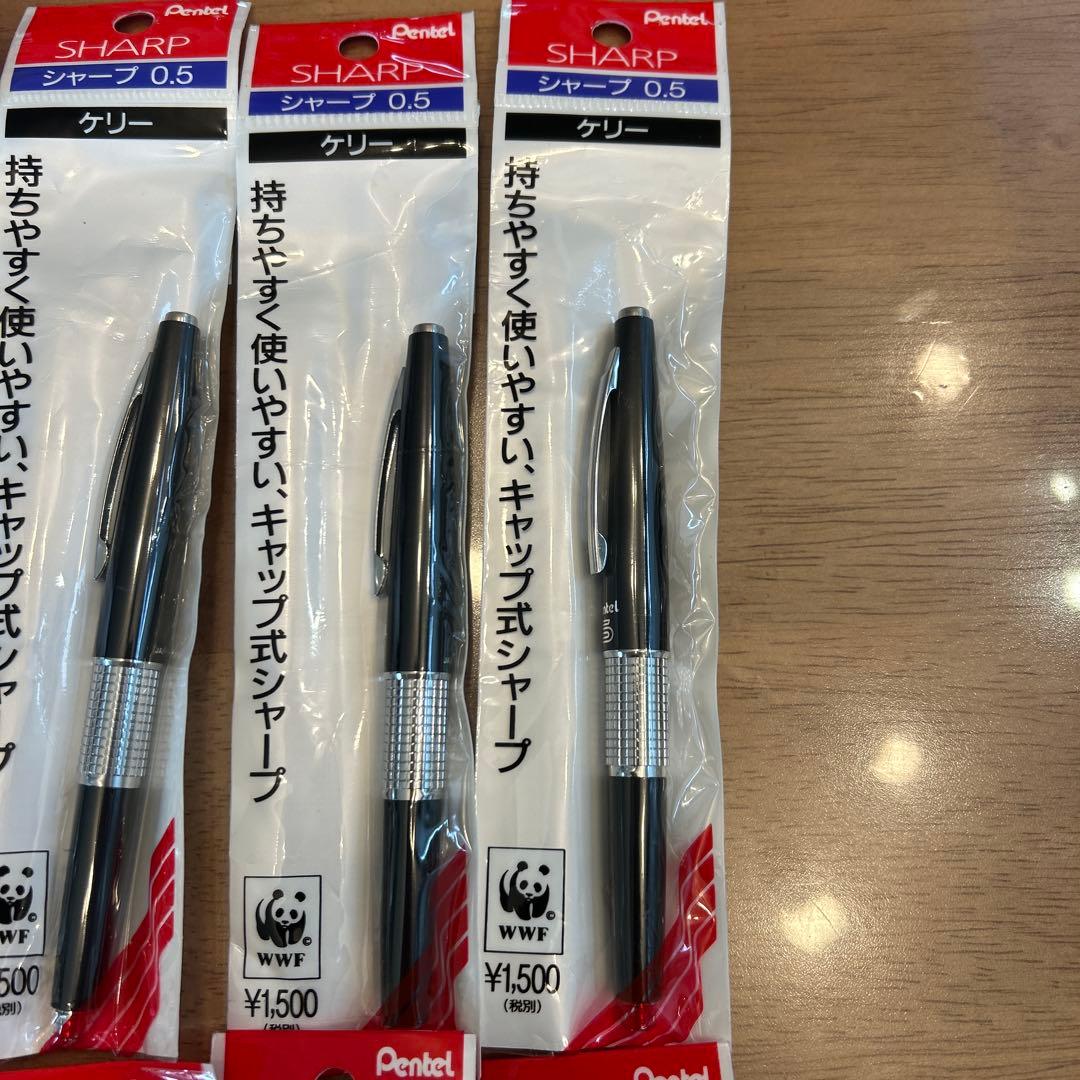 Pentel
SHARP
シャープ 0.5
ケリー
持ちやすく使いやすい、キャップ式シャープ
WWF
500
税別)
Pentel
SHARP
シャープ 0.5
ケリー
持ちやすく使いやすい、キャップ式シャープ
©
WWF
¥1,500
(税別)
Pentel
SHARP
シャープ 0.5
ケリー
持ちやすく使いやすい、キャップ式シャープ
ntel
5
©
WWF
¥1,500
(税別)
Pentel
Pentel